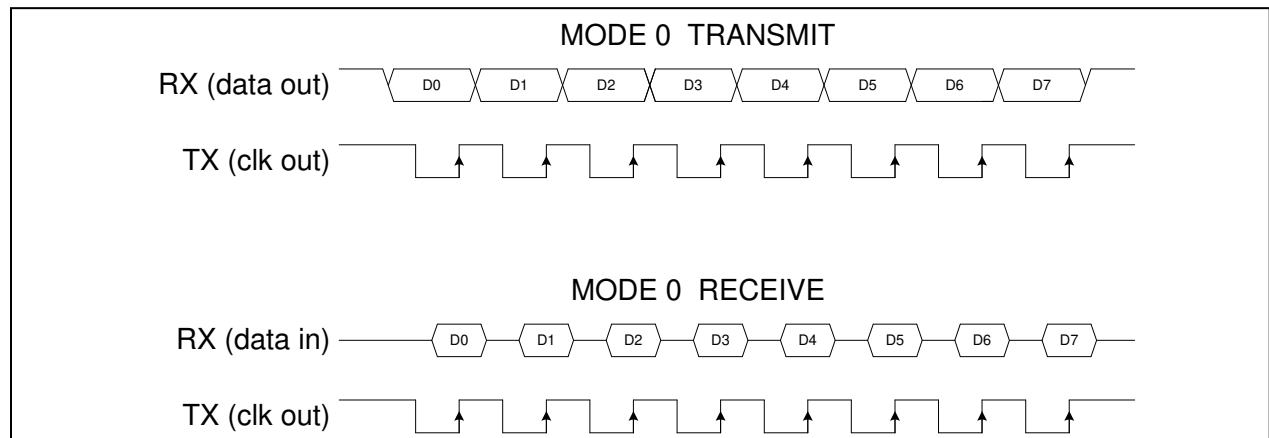 MODE 0 TRANSMIT
RX (data out) D0 D1 D2 D3 D4 D5 D6 D7
TX (clk out)
MODE 0 RECEIVE
RX (data in) D0 D1 D2 D3 D4 D5 D6 D7
TX (clk out)